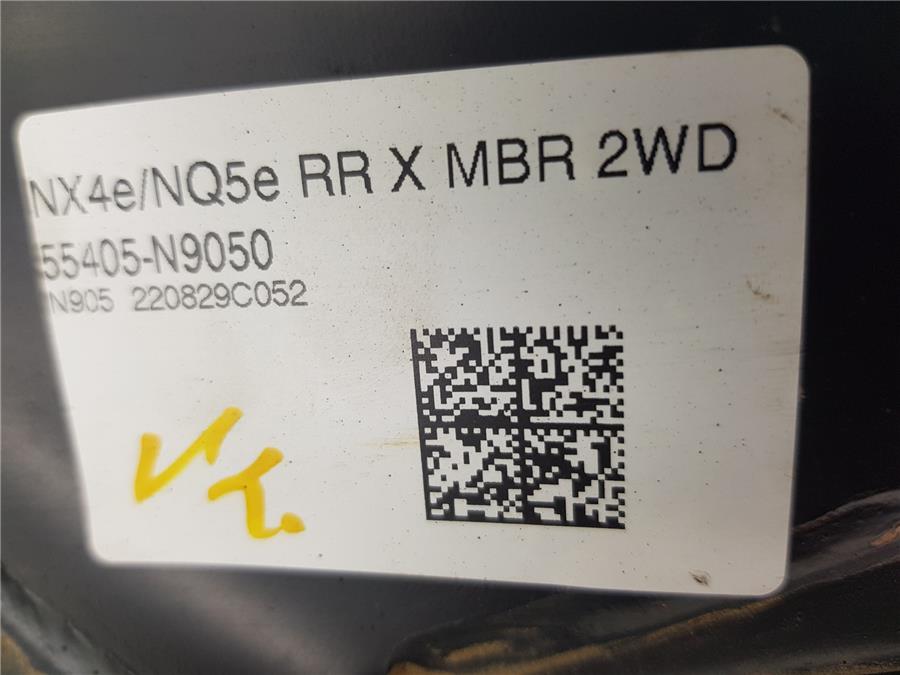 NX4e/NQ5e RR X MBR 2WD
55405-N9050
N905 220829C052